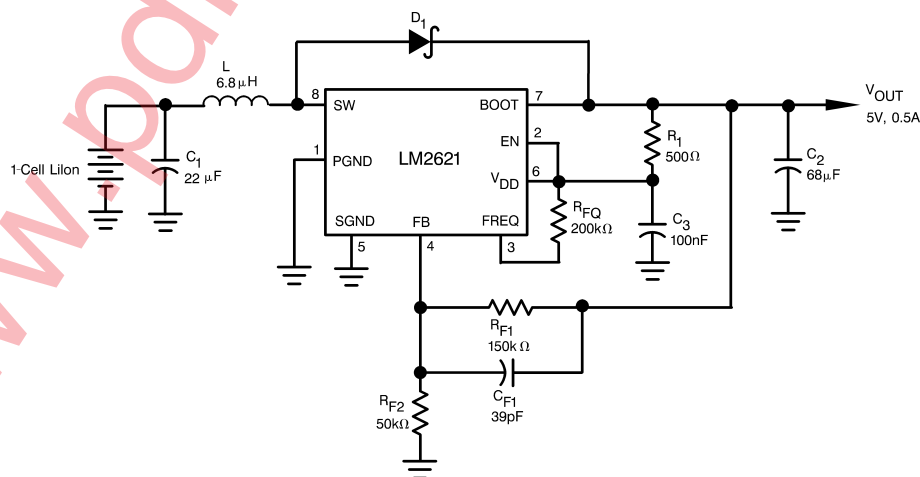 D1
L
6.8 µH
8
SW
BOOT
7
VOUT
5V, 0.5A
2
EN
R1
500Ω
1
PGND
LM2621
C1
22 µF
1-Cell LiIon
C2
68µF
VDD
6
RFQ
200kΩ
SGND
FB
FREQ
C3
100nF
5
4
3
RF1
150kΩ
CF1
39pF
RF2
50kΩ
w.pd